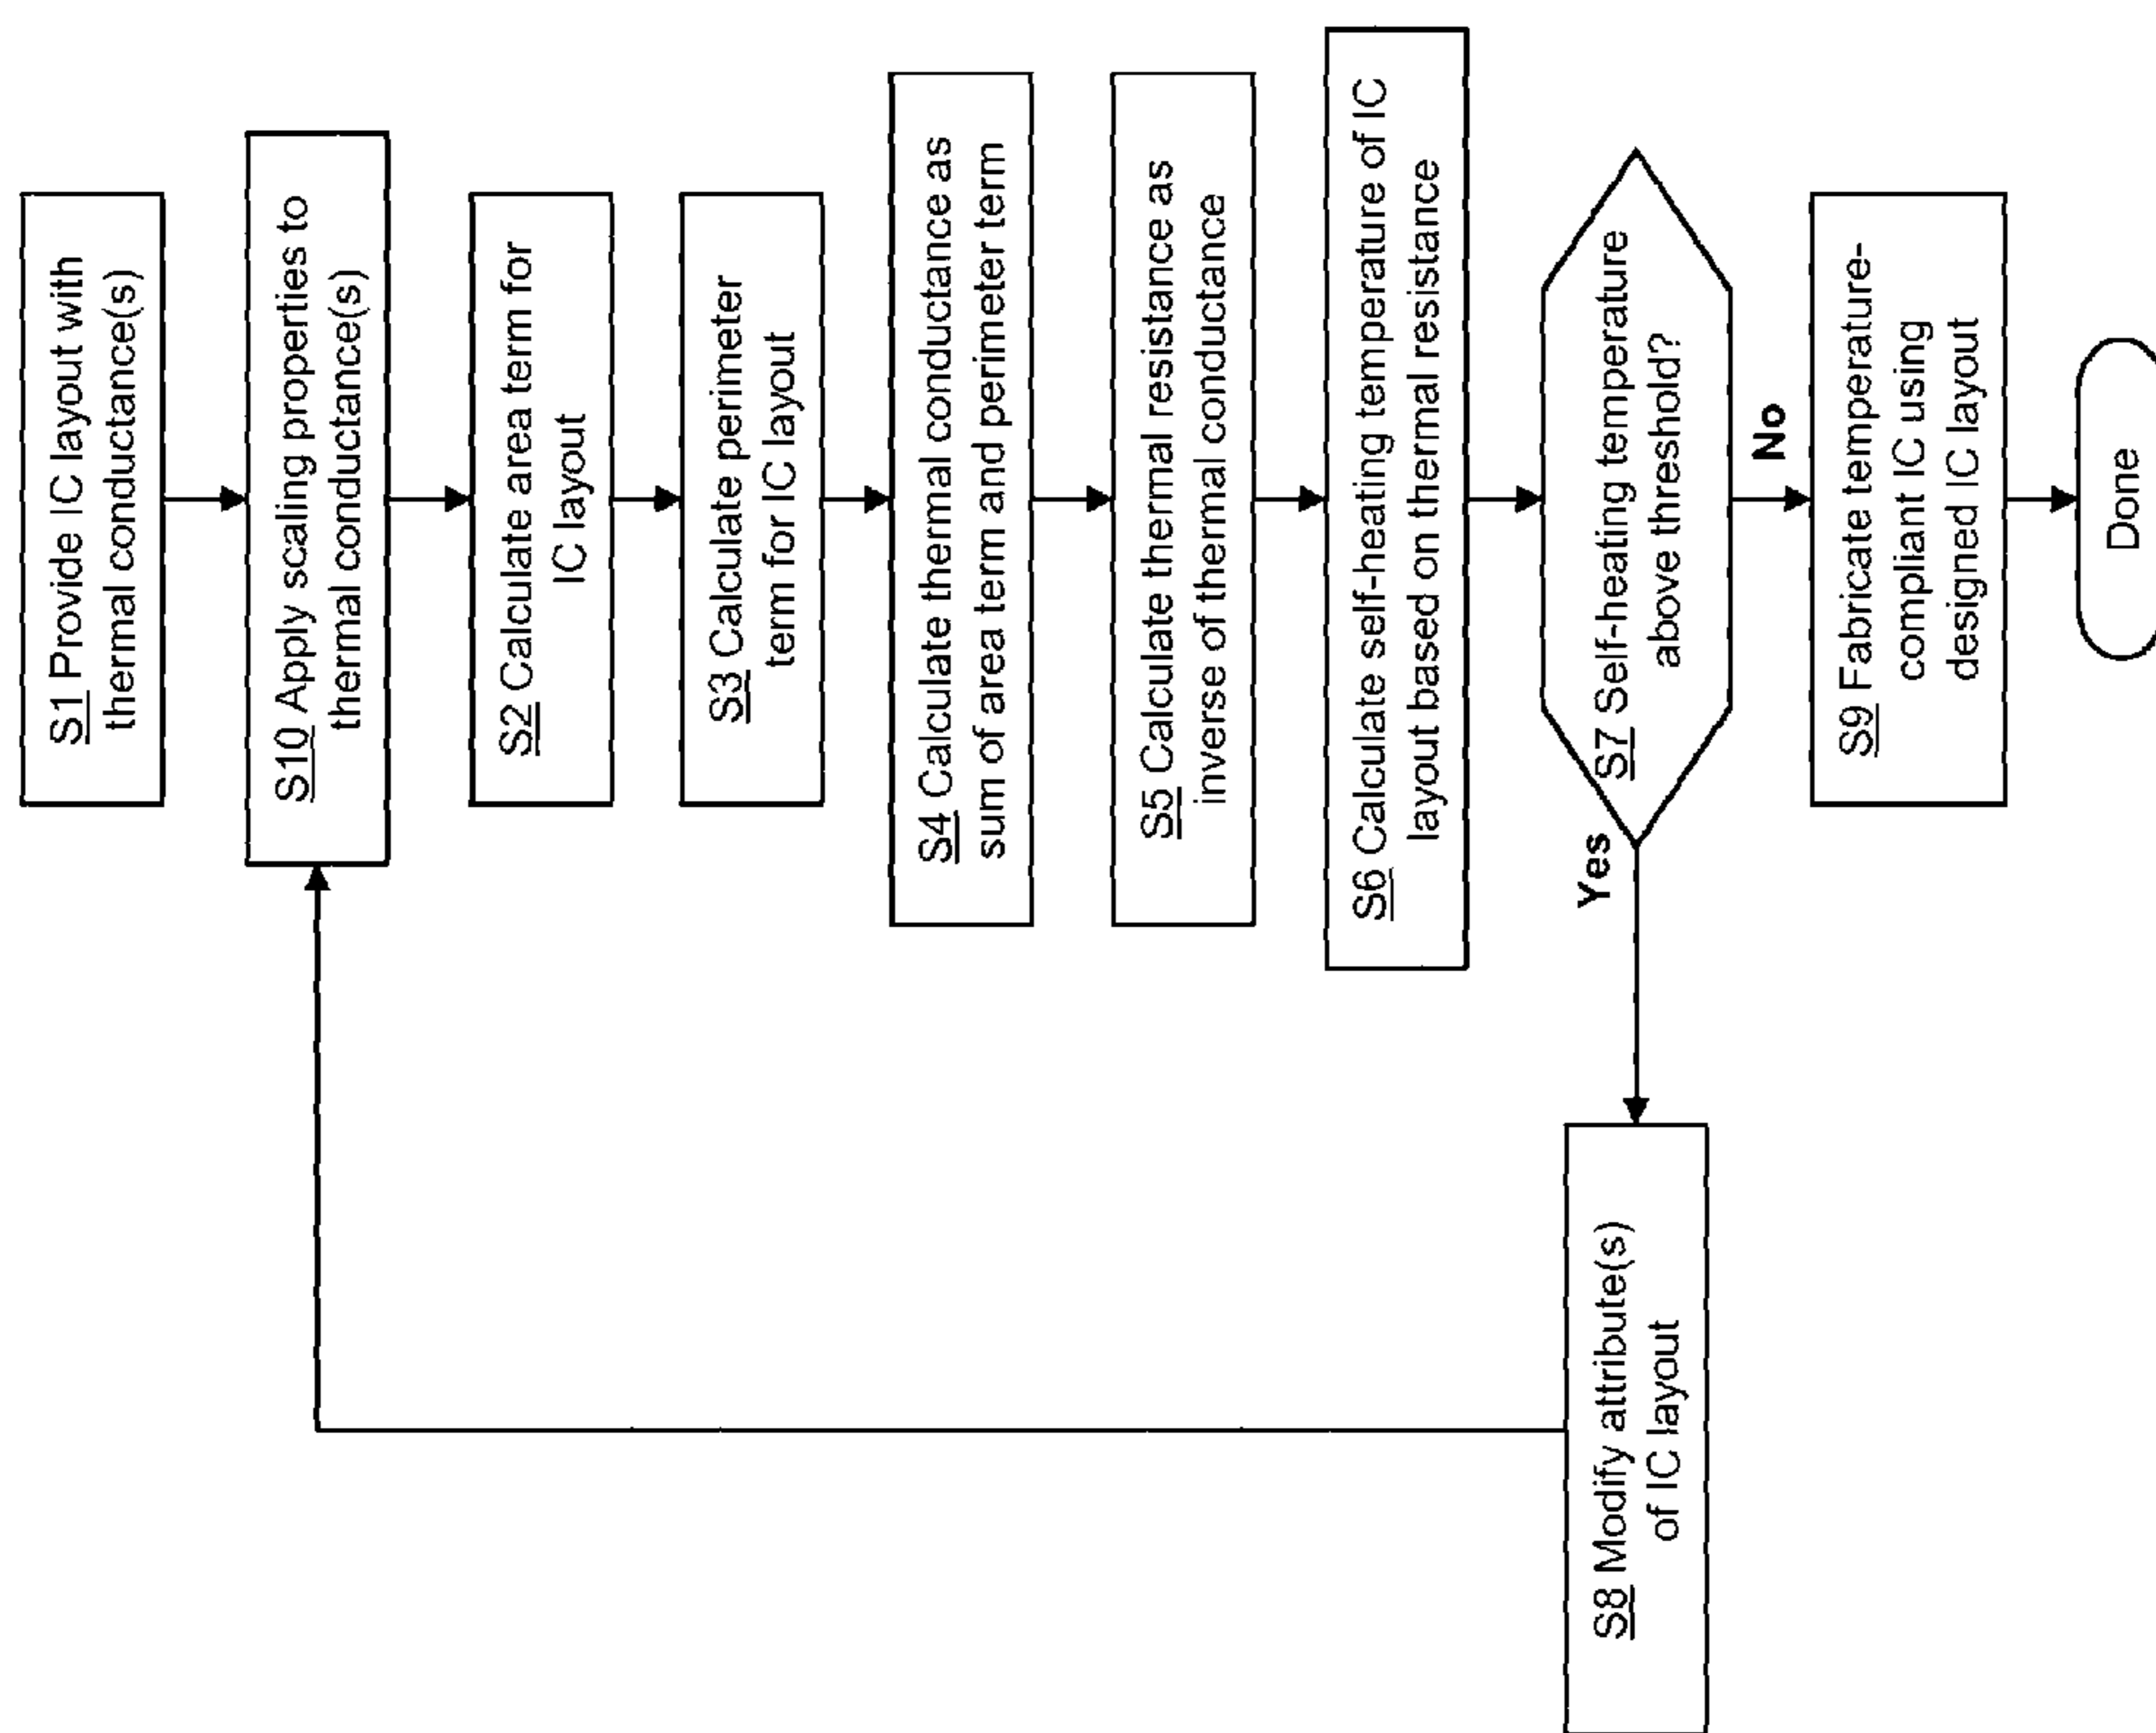 S1 Provide IC layout with
thermal conductance(s)
S10 Apply scaling properties to
thermal conductance(s)
S2 Calculate area term for
IC layout
S3 Calculate perimeter
term for IC layout
S4 Calculate thermal conductance as
sum of area term and perimeter term
S5 Calculate thermal resistance as
inverse of thermal conductance
S6 Calculate self-heating temperature of IC
layout based on thermal resistance
S7 Self-heating temperature
above threshold?
Yes
No
S8 Modify attribute(s)
of IC layout
S9 Fabricate temperature-
compliant IC using
designed IC layout
Done